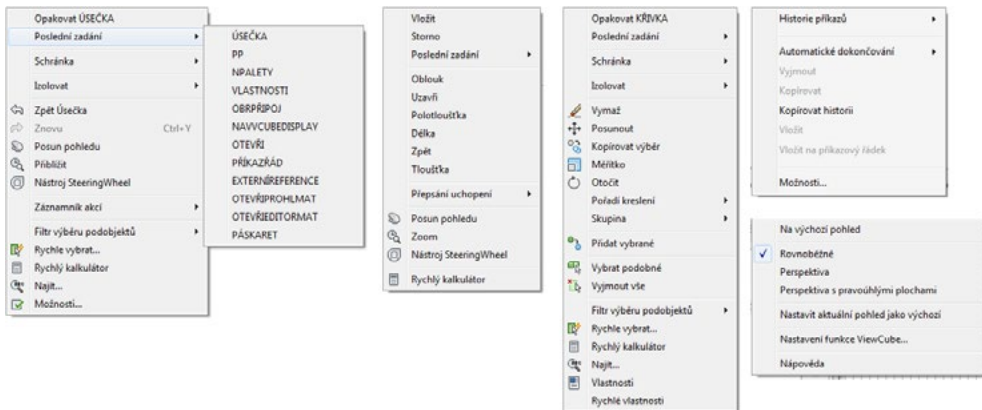 Opakovat ÚSEČKA
Poslední zadání
Schránka
Izolovat
Zpět Úsečka
Znovu Ctrl+Y
Posun pohledu
Přiblížit
Nástroj SteeringWheel
Záznamník akcí
Filtr výběru podobjektů
Rychle vybrat...
Rychlý kalkulátor
Najít...
Možnosti...
ÚSEČKA
PP
NPALETY
VLASTNOSTI
OBRPŘIPOJ
NAVVCUBEDISPLAY
OTEVŘI
PŘÍKAZŘÁD
EXTERNÍREFERENCE
OTEVŘIPROHLMAT
OTEVŘIEDITORMAT
PÁSKARET
Vložit
Storno
Poslední zadání
Oblouk
Uzavři
Polotloušťka
Délka
Zpět
Tloušťka
Přepsání uchopení
Posun pohledu
Zoom
Nástroj SteeringWheel
Rychlý kalkulátor
Opakovat KŘIVKA
Poslední zadání
Schránka
Izolovat
Vymaž
Posunout
Kopírovat výběr
Měřítko
Otočit
Pořadí kreslení
Skupina
Přidat vybrané
Vybrat podobné
Vyjmout vše
Filtr výběru podobjektů
Rychle vybrat...
Rychlý kalkulátor
Najít...
Vlastnosti
Rychlé vlastnosti
Historie příkazů
Automatické dokončování
Vyjmout
Kopírovat
Kopírovat historii
Vložit
Vložit na příkazový řádek
Možnosti...
Na výchozí pohled
Rovnoběžné
Perspektiva
Perspektiva s pravoúhlými plochami
Nastavit aktuální pohled jako výchozí
Nastavení funkce ViewCube...
Nápověda